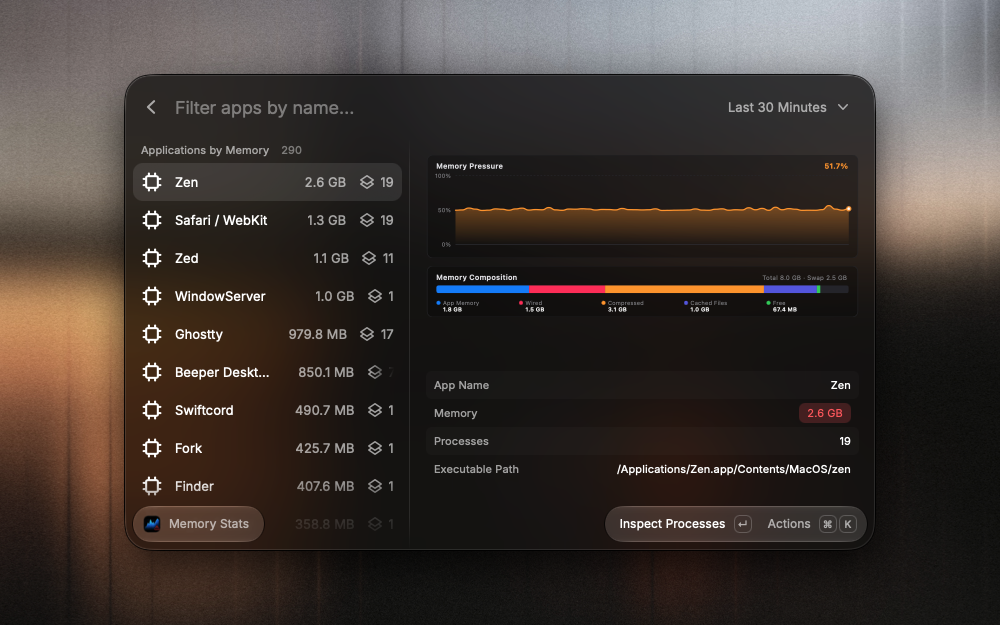 Filter apps by name...
Last 30 Minutes
Applications by Memory 290
Zen 2.6 GB 19
Safari / WebKit 1.3 GB 19
Zed 1.1 GB 11
WindowServer 1.0 GB 1
Ghostty 979.8 MB 17
Beeper Deskt... 850.1 MB
Swiftcord 490.7 MB 1
Fork 425.7 MB 1
Finder 407.6 MB 1
358.8 MB 1
Memory Stats
Memory Pressure 51.7%
100%
50%
0%
Memory Composition Total 8.0 GB · Swap 2.5 GB
App Memory Wired Compressed Cached Files Free
1.8 GB 1.5 GB 3.1 GB 1.0 GB 67.4 MB
App Name Zen
Memory 2.6 GB
Processes 19
Executable Path /Applications/Zen.app/Contents/MacOS/zen
Inspect Processes ↵ Actions ⌘ K